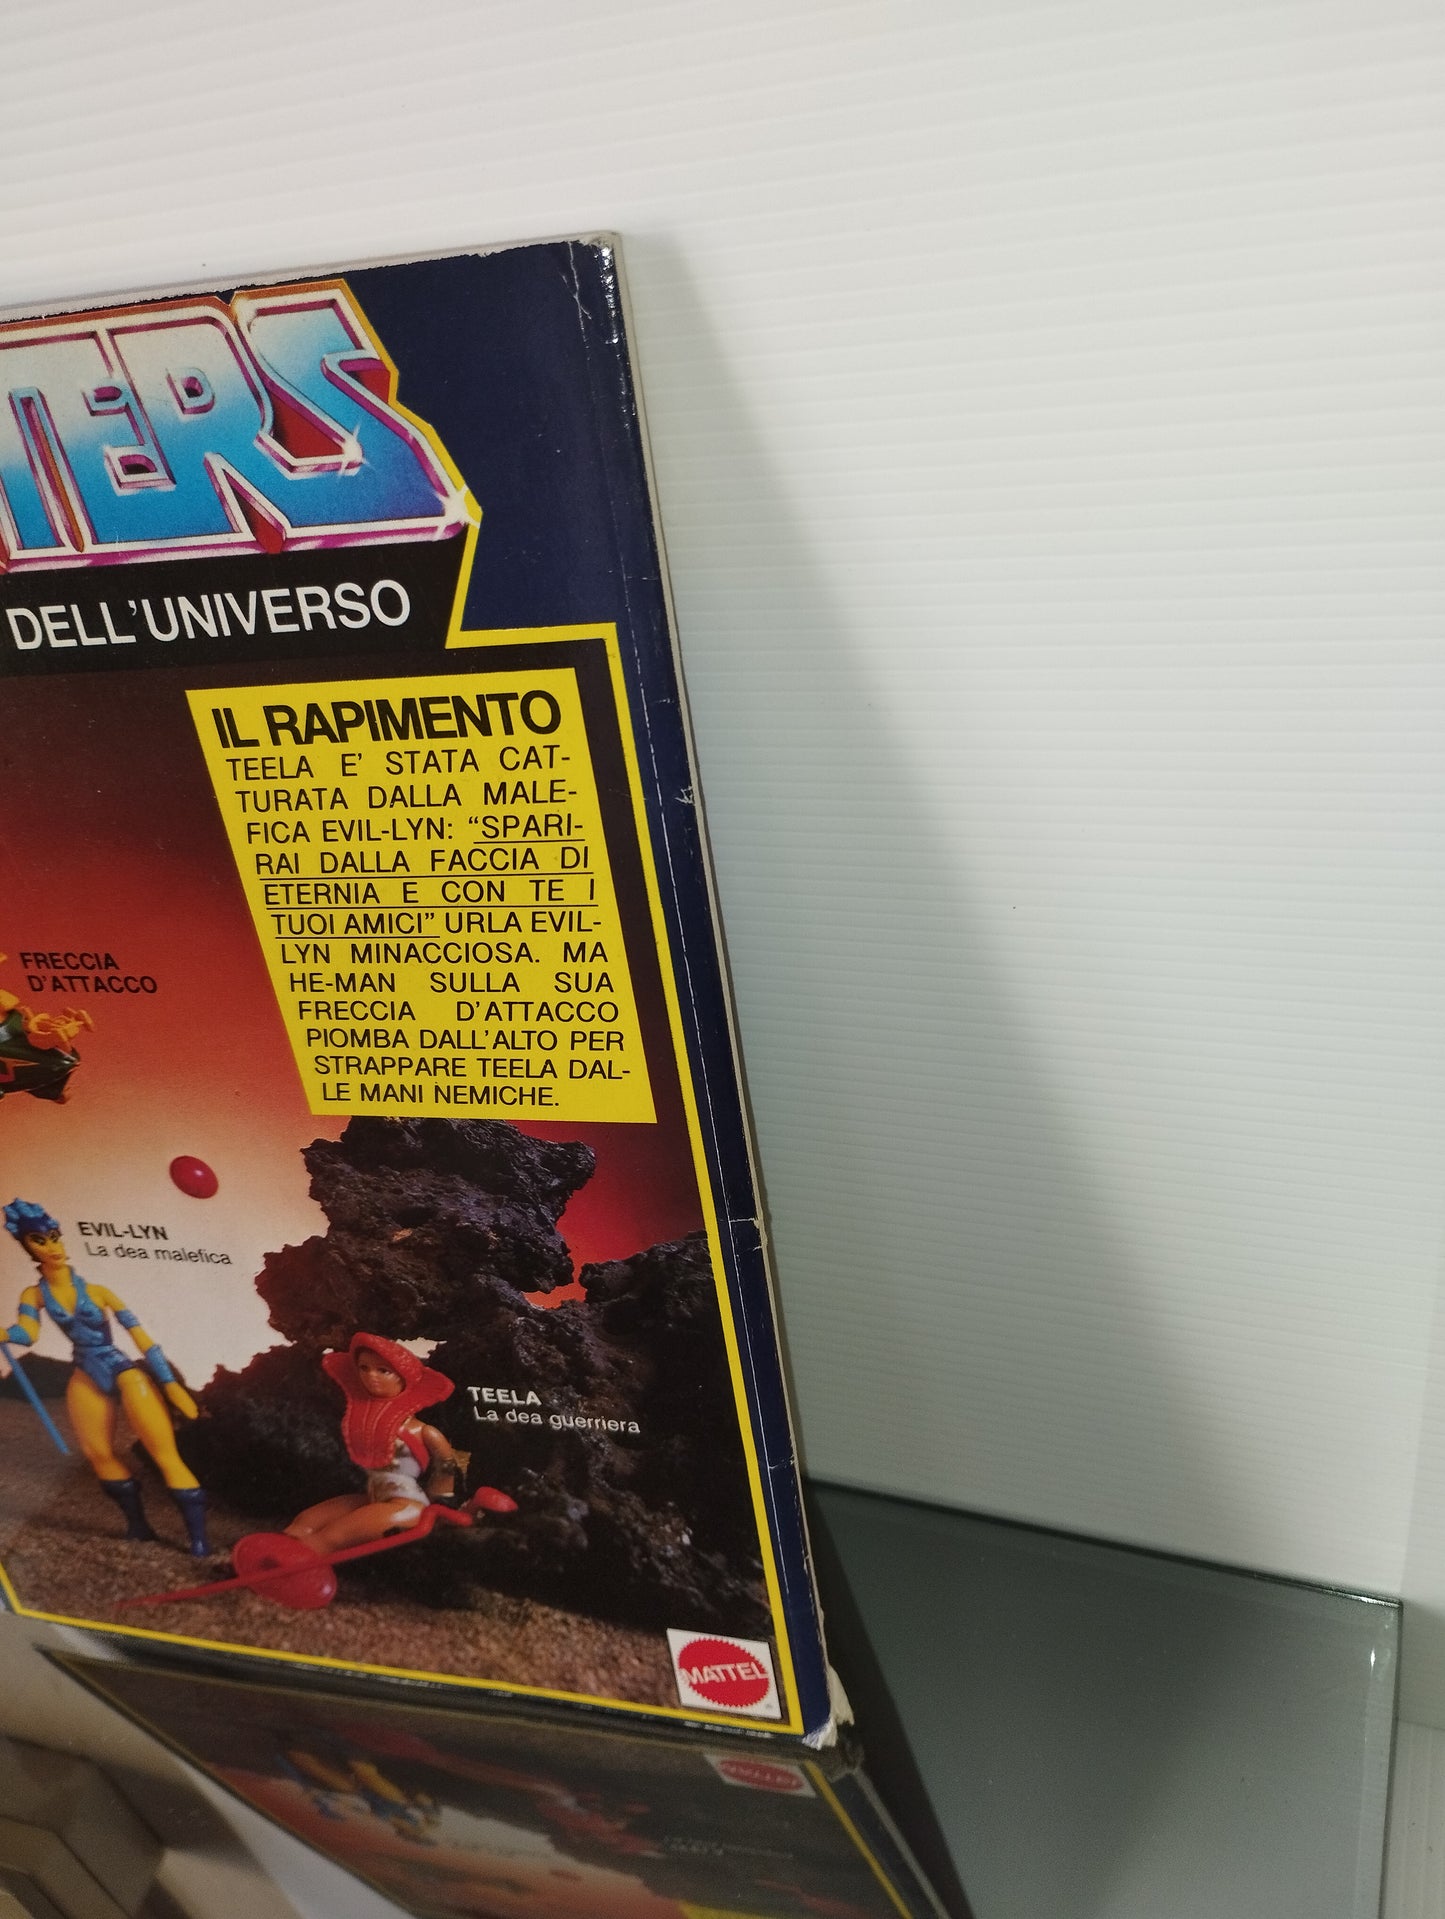 TERS
DELL'UNIVERSO
IL RAPIMENTO
TEELA E' STATA CAT-
TURATA DALLA MALE-
FICA EVIL-LYN: "SPARI-
RAI DALLA FACCIA DI
ETERNIA E CON TE I
TUOI AMICI" URLA EVIL-
LYN MINACCIOSA. MA
HE-MAN SULLA SUA
FRECCIA D'ATTACCO
PIOMBA DALL'ALTO PER
STRAPPARE TEELA DAL-
LE MANI NEMICHE.
FRECCIA
D'ATTACCO
EVIL-LYN
La dea malefica
TEELA
La dea guerriera
MATTEL